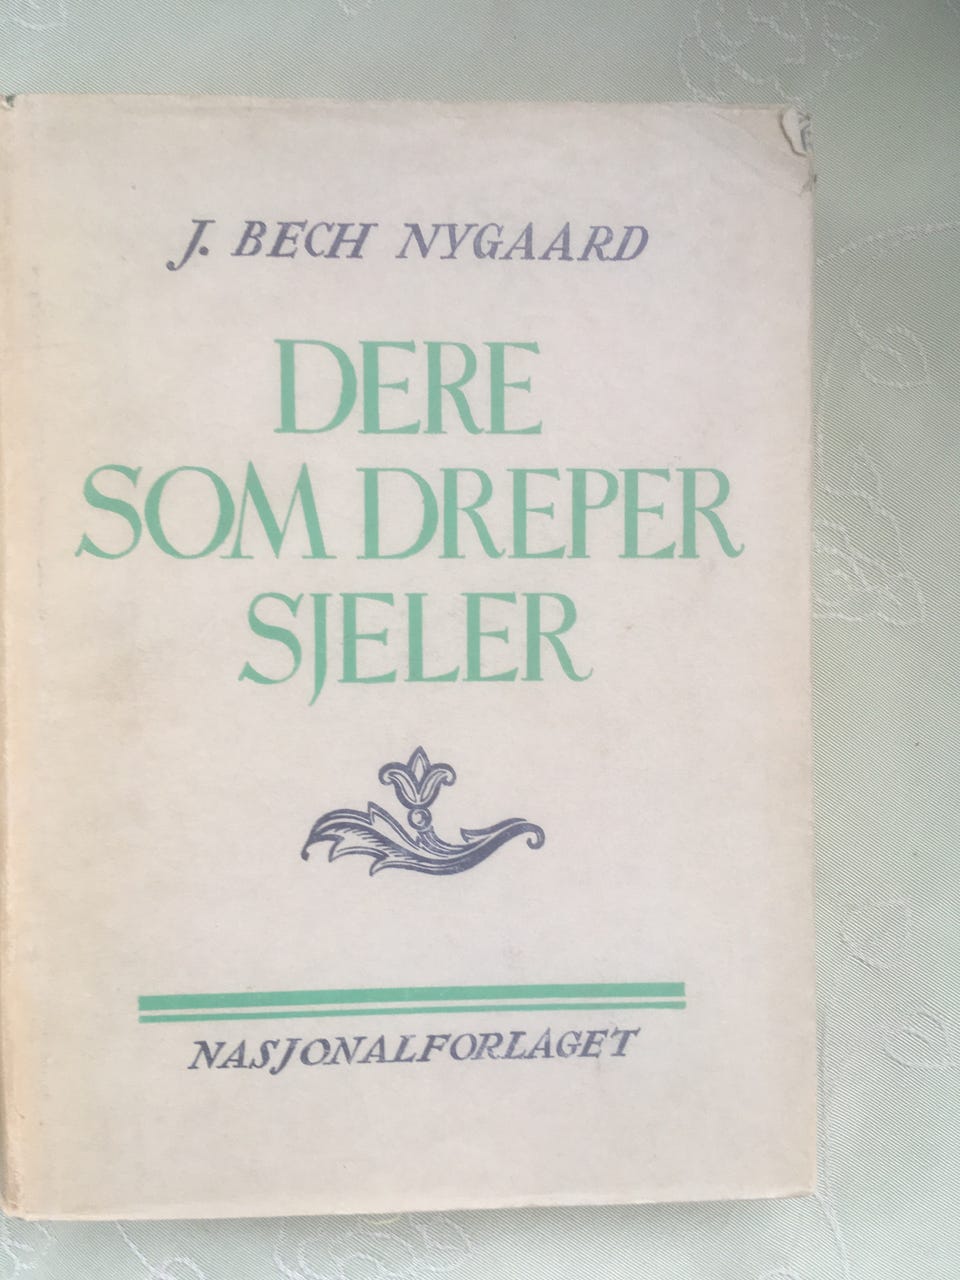 J. BECH NYGAARD
DERE
SOM DREPER
SJELER
NASJONALFORLAGET